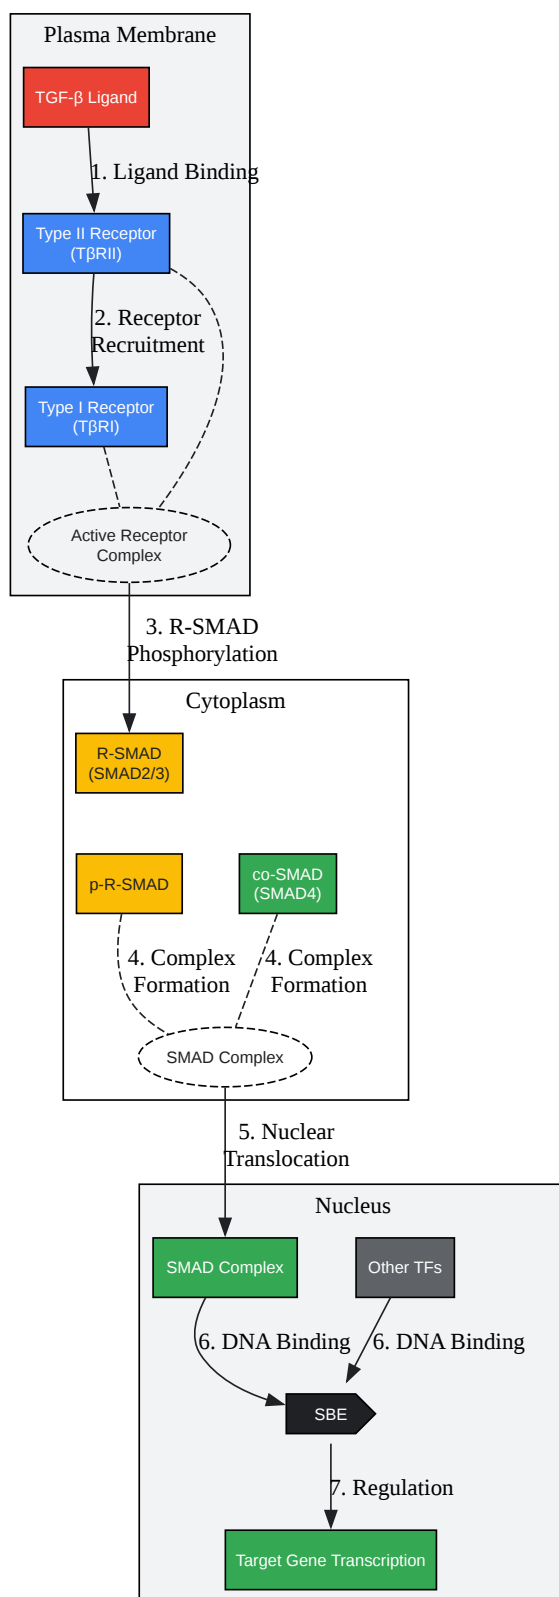 Plasma Membrane
TGF-β Ligand
1. Ligand Binding
Type II Receptor
(TβRII)
2. Receptor
Recruitment
Type I Receptor
(TβRI)
Active Receptor
Complex
3. R-SMAD
Phosphorylation
Cytoplasm
R-SMAD
(SMAD2/3)
p-R-SMAD
co-SMAD
(SMAD4)
4. Complex
Formation
4. Complex
Formation
SMAD Complex
5. Nuclear
Translocation
Nucleus
SMAD Complex
Other TFs
6. DNA Binding
6. DNA Binding
SBE
7. Regulation
Target Gene Transcription